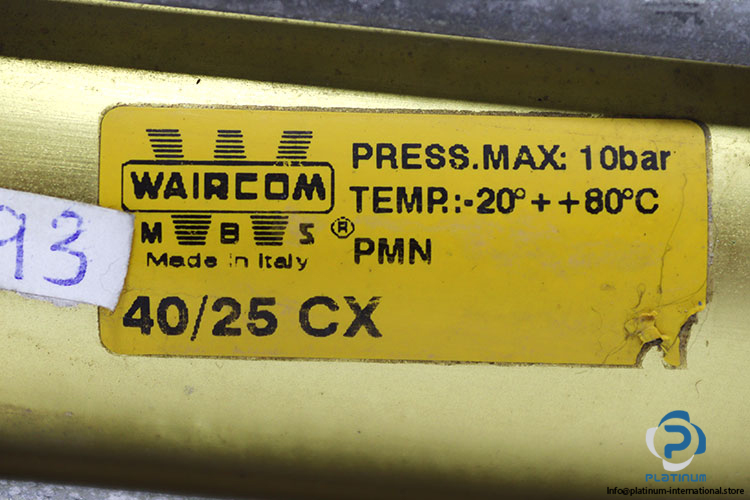 WAIRCOM
M B S ®
Made in Italy
PRESS.MAX: 10bar
TEMP.:-20°++80°C
PMN
40/25 CX
93
PLATINUM
Info@platinum-international.store